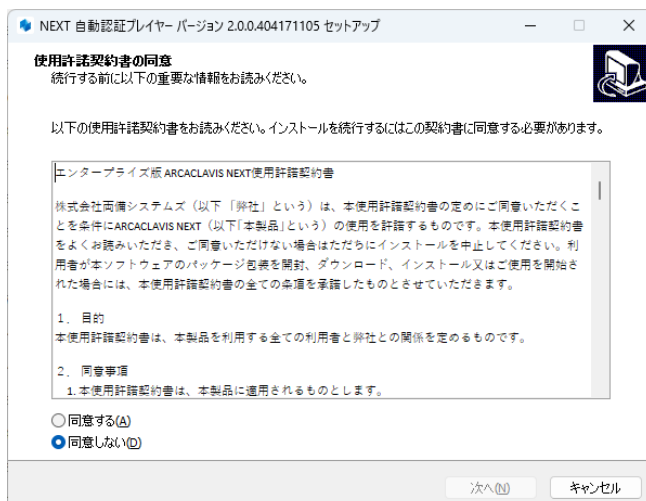 NEXT 自動認証プレイヤー バージョン 2.0.0.404171105 セットアップ
使用許諾契約書の同意
続行する前に以下の重要な情報をお読みください。
以下の使用許諾契約書をお読みください。インストールを続行するにはこの契約書に同意する必要があります。
エンタープライズ版 ARCACLAVIS NEXT使用許諾契約書
株式会社両備システムズ（以下 「弊社」という）は、本使用許諾契約書の定めにご同意いただくこ
とを条件にARCACLAVIS NEXT（以下｢本製品｣という）の使用を許諾するものです。本使用許諾契約書
をよくお読みいただき、ご同意いただけない場合はただちにインストールを中止してください。利
用者が本ソフトウェアのパッケージ包装を開封、ダウンロード、インストール又はご使用を開始さ
れた場合には、本使用許諾契約書の全ての条項を承諾したものとさせていただきます。
１．目的
本使用許諾契約書は、本製品を利用する全ての利用者と弊社との関係を定めるものです。
２．同意事項
1. 本使用許諾契約書は、本製品に適用されるものとします。
同意する(A)
同意しない(D)
次へ(N)
キャンセル